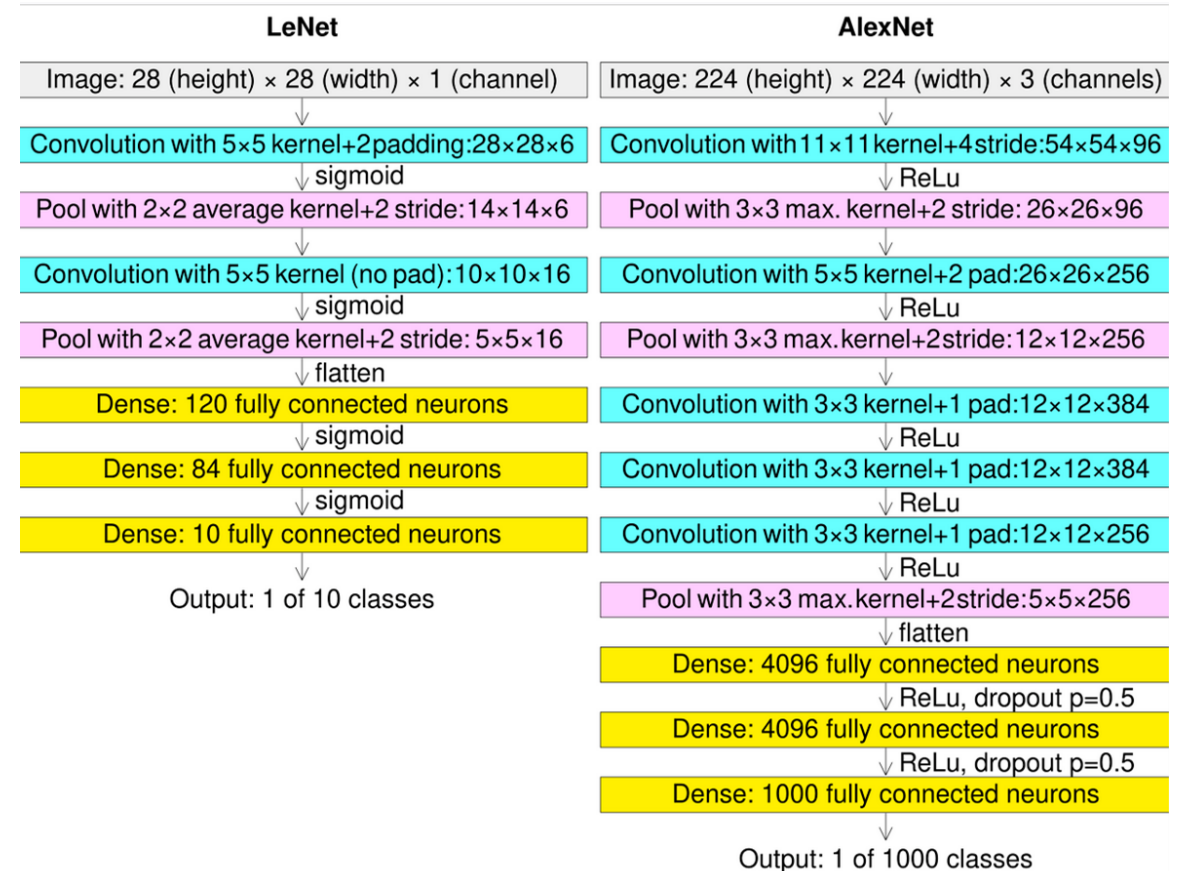 LeNet
Image: 28 (height) × 28 (width) × 1 (channel)
Convolution with 5×5 kernel+2padding:28×28×6
sigmoid
Pool with 2×2 average kernel+2 stride:14×14×6
Convolution with 5×5 kernel (no pad):10×10×16
sigmoid
Pool with 2×2 average kernel+2 stride: 5×5×16
flatten
Dense: 120 fully connected neurons
sigmoid
Dense: 84 fully connected neurons
sigmoid
Dense: 10 fully connected neurons
Output: 1 of 10 classes
AlexNet
Image: 224 (height) × 224 (width) × 3 (channels)
Convolution with 11×11 kernel+4 stride:54×54×96
ReLu
Pool with 3×3 max. kernel+2 stride: 26×26×96
Convolution with 5×5 kernel+2 pad:26×26×256
ReLu
Pool with 3×3 max.kernel+2stride:12×12×256
Convolution with 3×3 kernel+1 pad:12×12×384
ReLu
Convolution with 3×3 kernel+1 pad:12×12×384
ReLu
Convolution with 3×3 kernel+1 pad:12×12×256
ReLu
Pool with 3×3 max.kernel+2stride:5×5×256
flatten
Dense: 4096 fully connected neurons
ReLu, dropout p=0.5
Dense: 4096 fully connected neurons
ReLu, dropout p=0.5
Dense: 1000 fully connected neurons
Output: 1 of 1000 classes